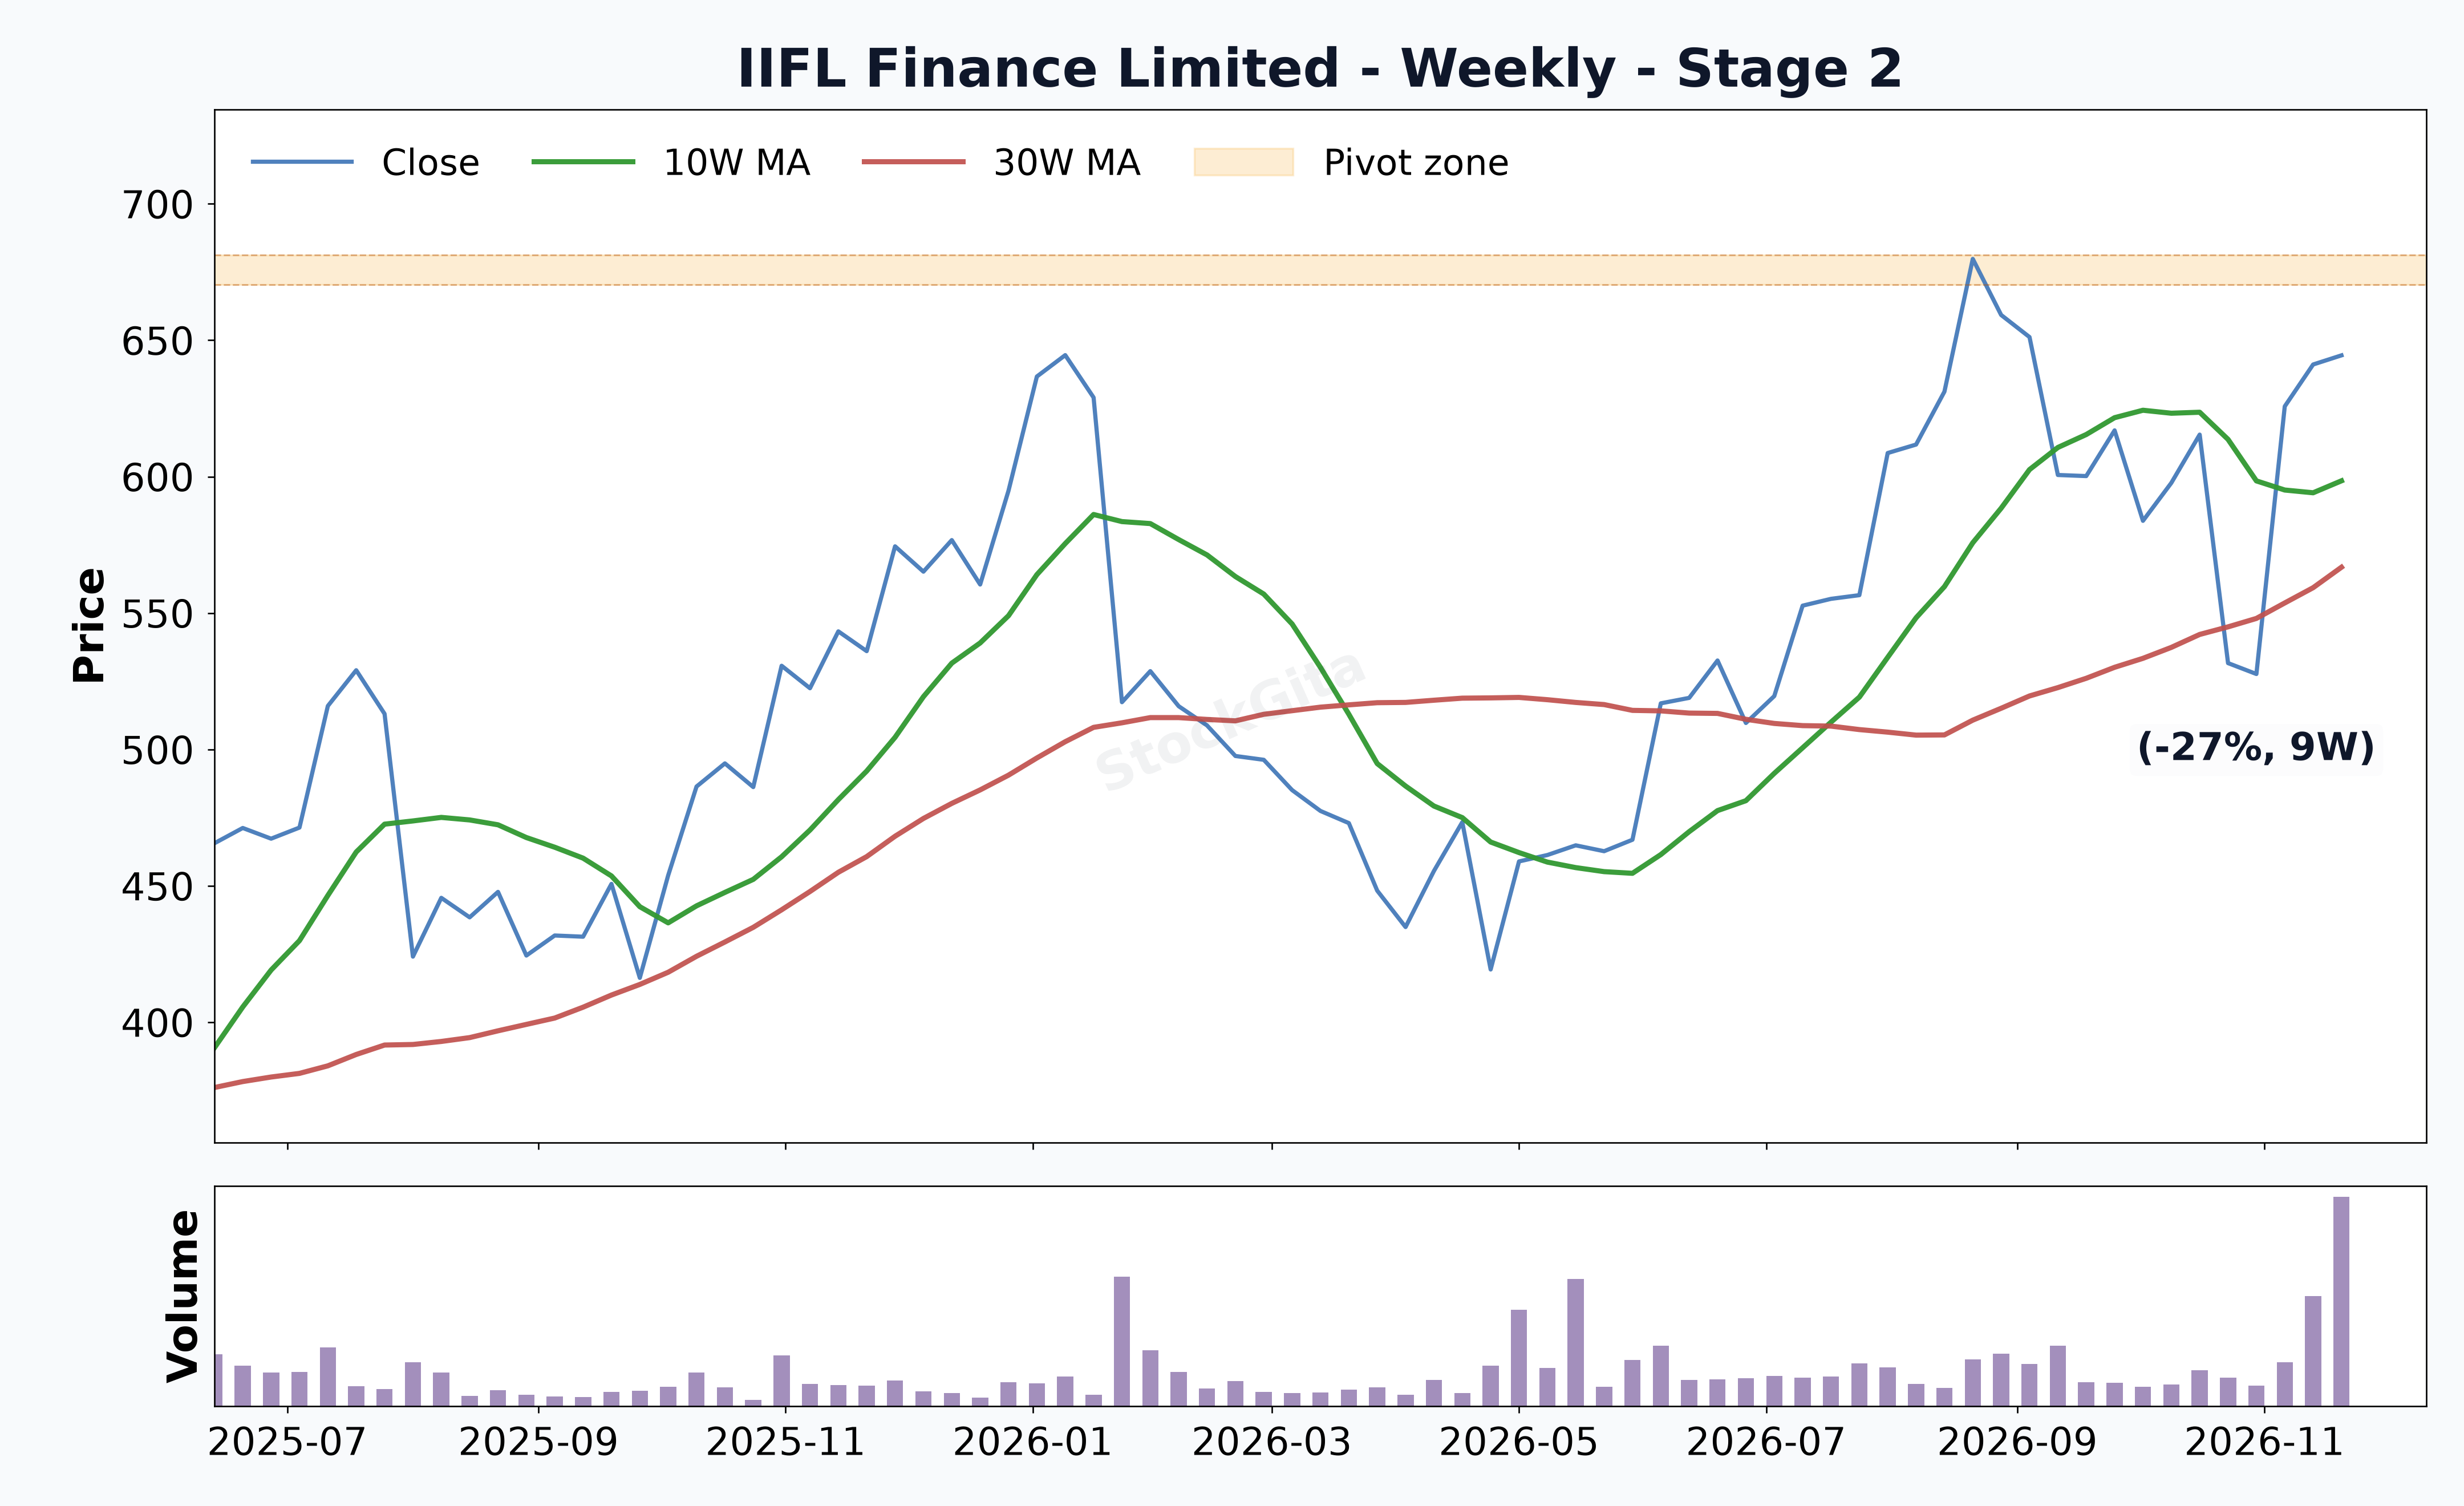 IIFL Finance Limited - Weekly - Stage 2
Close 10W MA 30W MA Pivot zone
700
650
600
550
500
450
400
Price
StockGita
(-27%, 9W)
Volume
2025-07 2025-09 2025-11 2026-01 2026-03 2026-05 2026-07 2026-09 2026-11